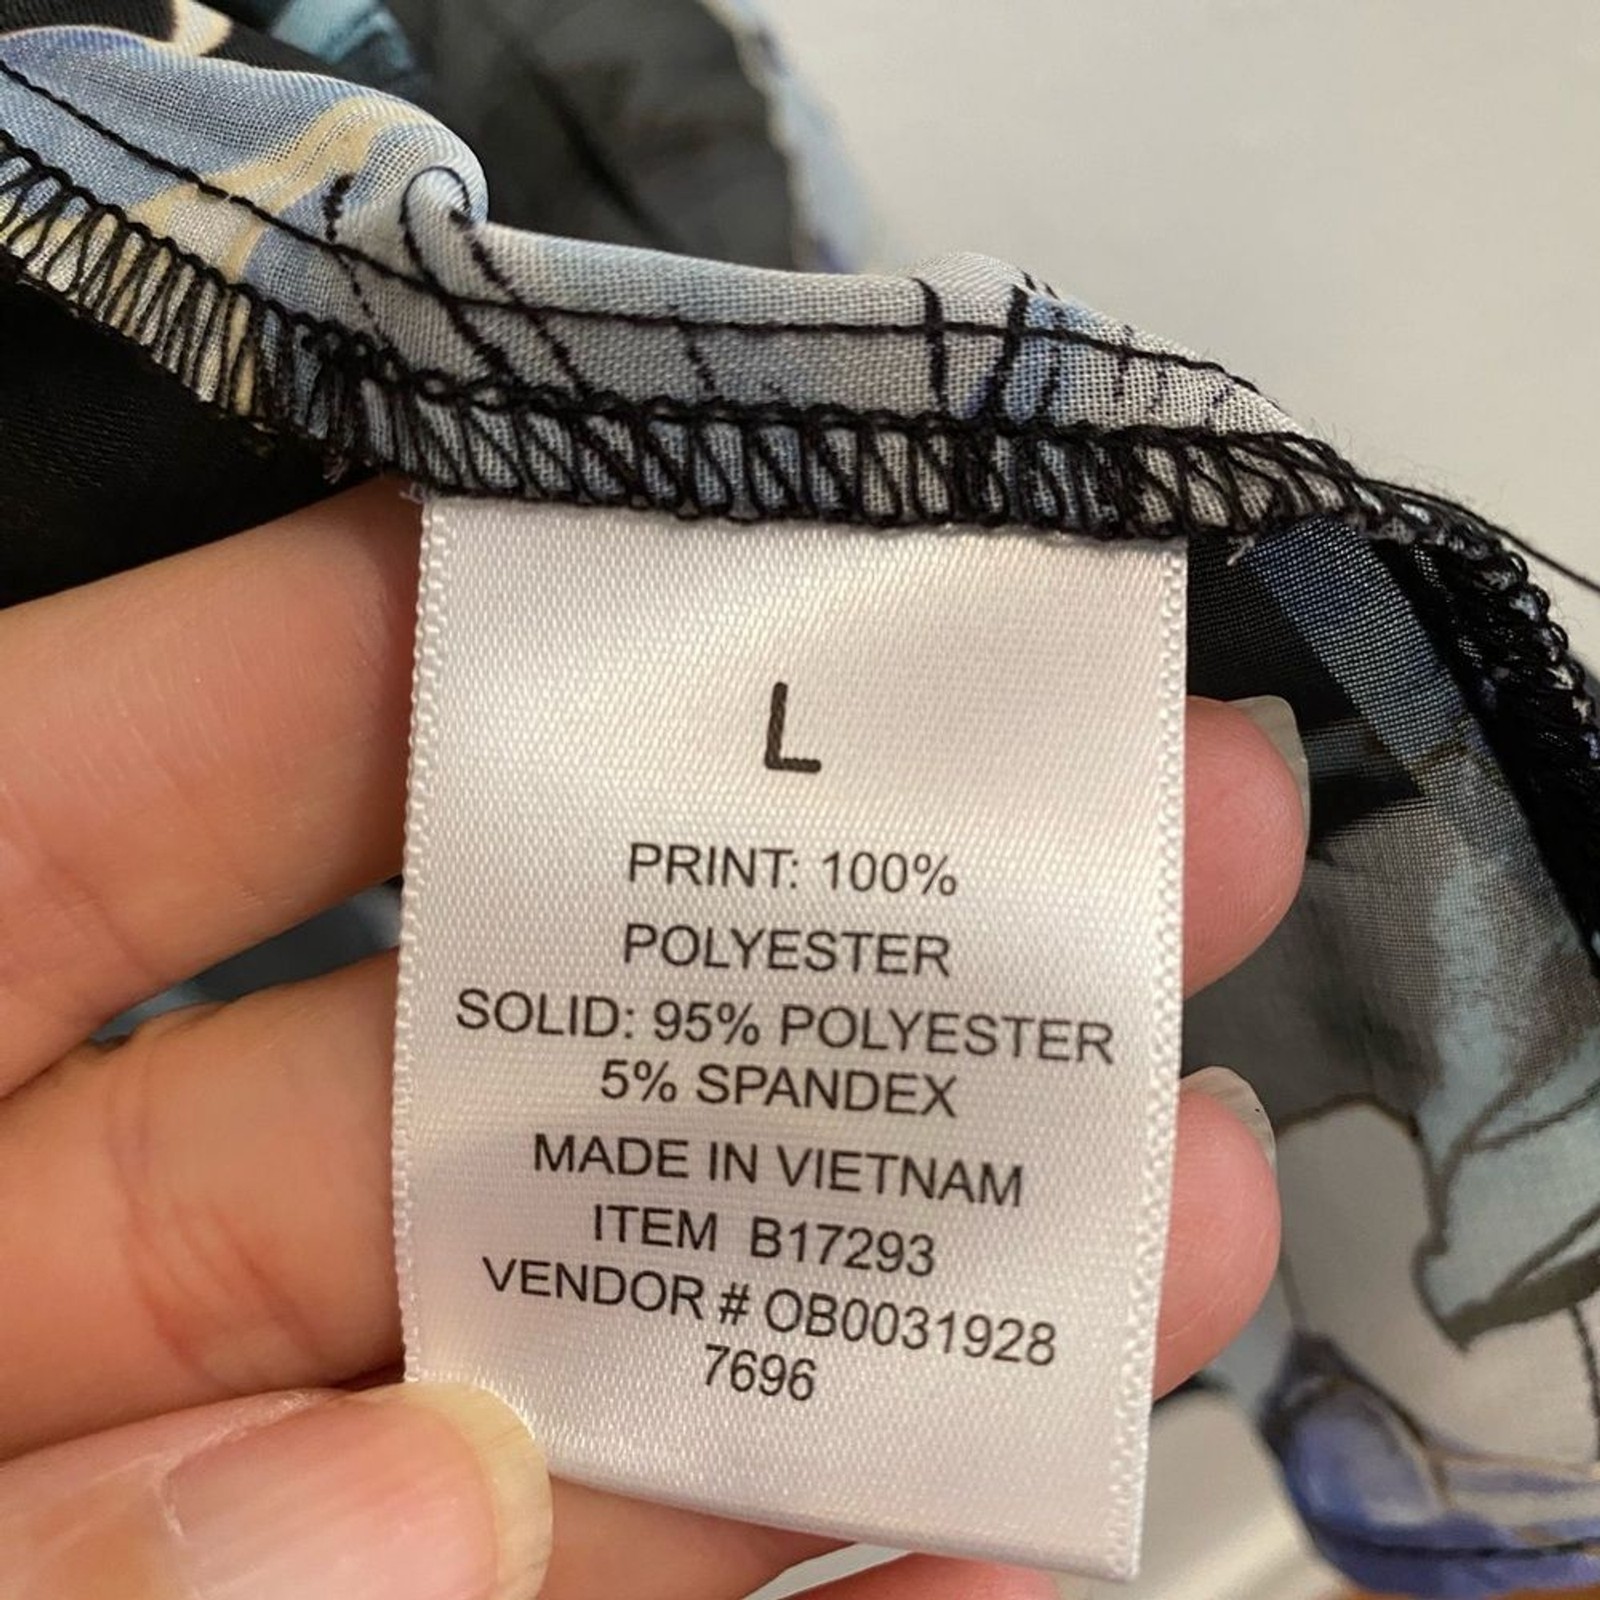 L
PRINT: 100%
POLYESTER
SOLID: 95% POLYESTER
5% SPANDEX
MADE IN VIETNAM
ITEM B17293
VENDOR # OB0031928
7696